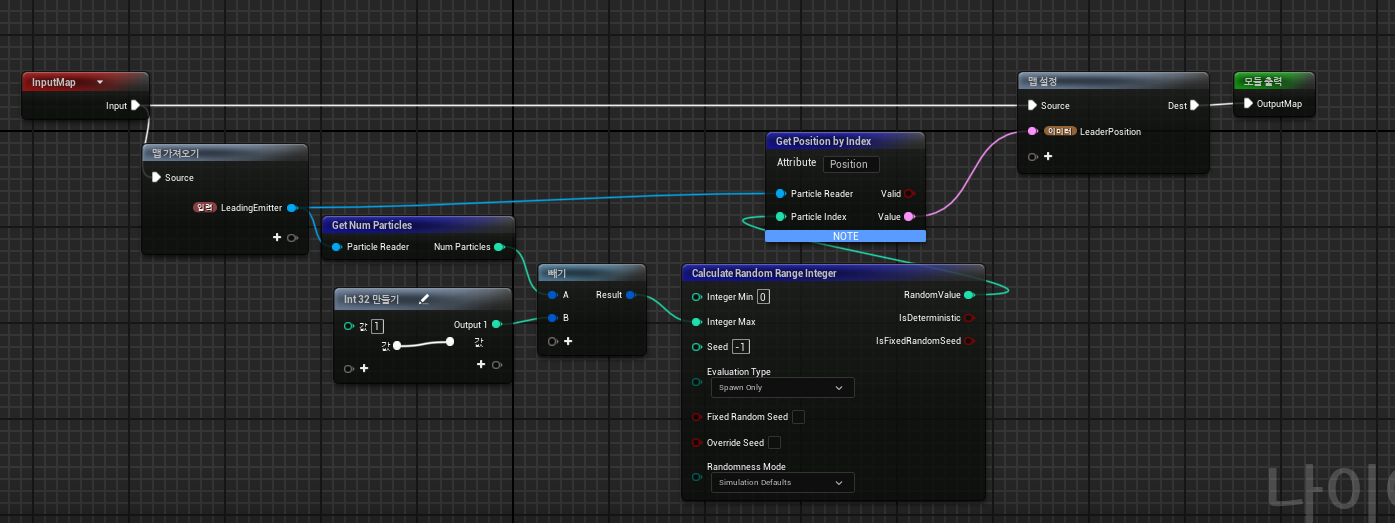 InputMap
Input
맵 가져오기
Source
입력 LeadingEmitter
Get Num Particles
Particle Reader Num Particles
Int 32 만들기
값 1 Output 1
값 값
빼기
A Result
B
Get Position by Index
Attribute Position
Particle Reader Valid
Particle Index Value
NOTE
Calculate Random Range Integer
Integer Min 0 RandomValue
Integer Max IsDeterministic
Seed -1 IsFixedRandomSeed
Evaluation Type
Spawn Only
Fixed Random Seed
Override Seed
Randomness Mode
Simulation Defaults
맵 설정
Source Dest
이미터 LeaderPosition
모듈 출력
OutputMap
나이